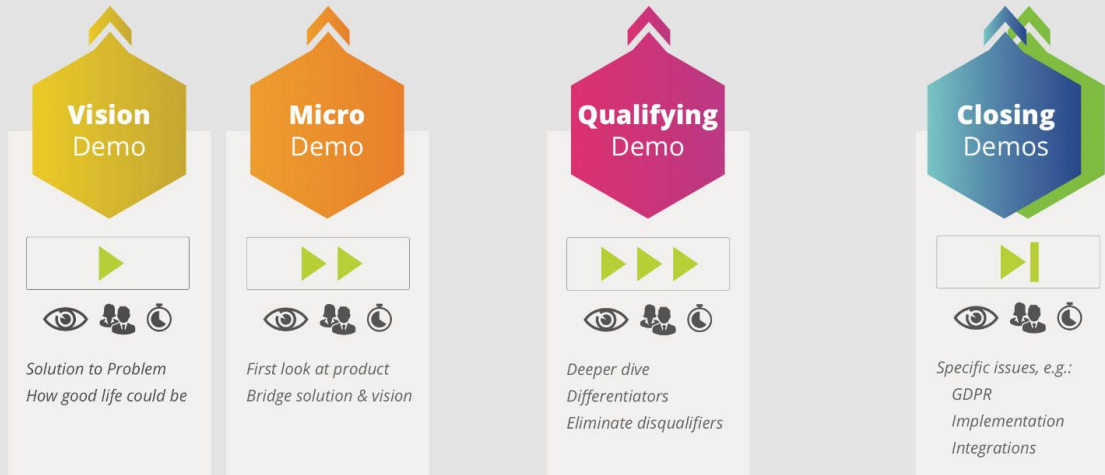 Vision
Demo
Solution to Problem
How good life could be
Micro
Demo
First look at product
Bridge solution & vision
Qualifying
Demo
Deeper dive
Differentiators
Eliminate disqualifiers
Closing
Demos
Specific issues, e.g.:
GDPR
Implementation
Integrations